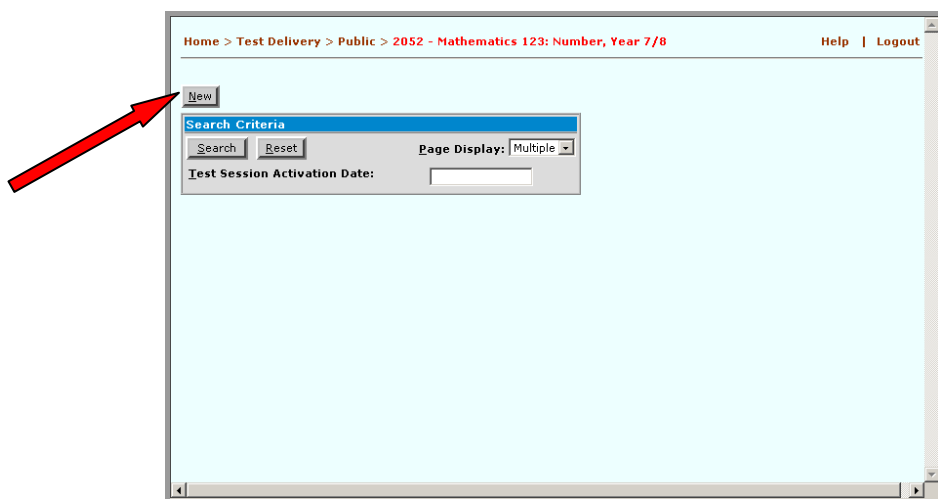 Home > Test Delivery > Public > 2052 - Mathematics 123: Number, Year 7/8 Help | Logout
New
Search Criteria
Search Reset Page Display: Multiple
Test Session Activation Date: